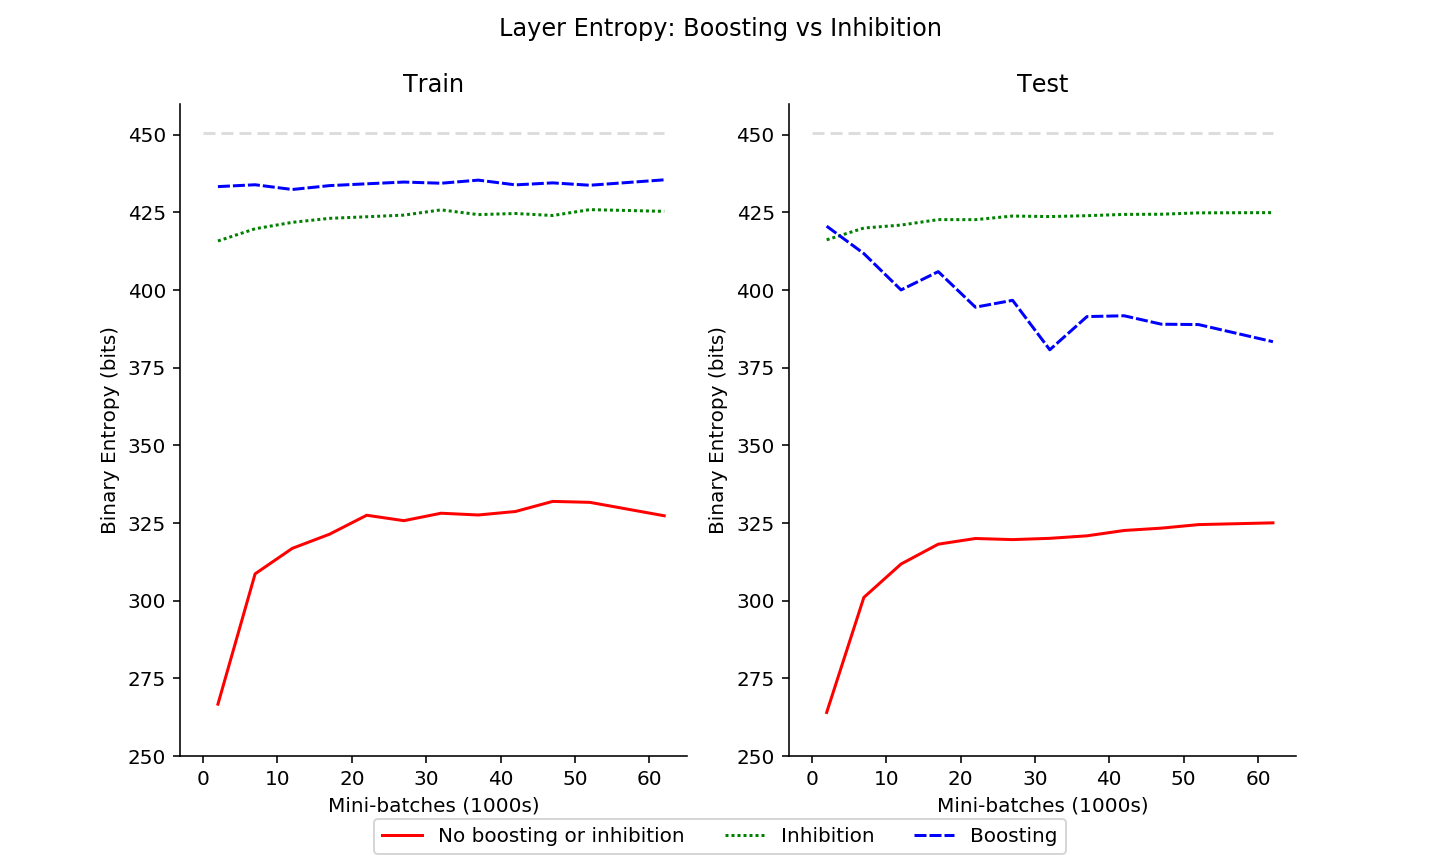 Layer Entropy: Boosting vs Inhibition
Train
Test
450
425
400
375
350
325
300
275
250
Binary Entropy (bits)
0 10 20 30 40 50 60
Mini-batches (1000s)
450
425
400
375
350
325
300
275
250
Binary Entropy (bits)
0 10 20 30 40 50 60
Mini-batches (1000s)
No boosting or inhibition Inhibition Boosting